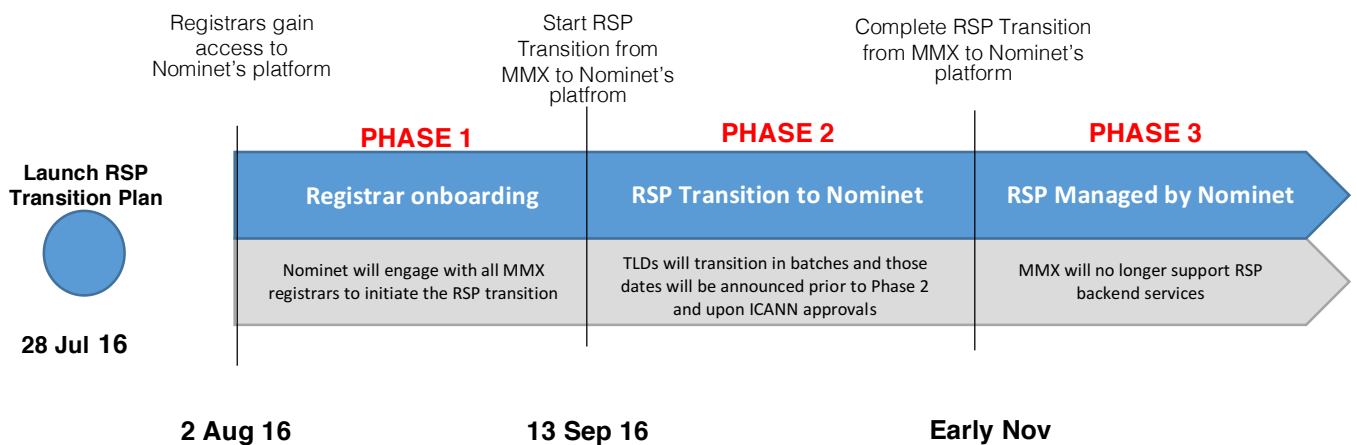 Registrars gain
access to
Nominet's platform
Start RSP
Transition from
MMX to Nominet's
platfrom
Complete RSP Transition
from MMX to Nominet's
platform
PHASE 1
PHASE 2
PHASE 3
Launch RSP
Transition Plan
Registrar onboarding
RSP Transition to Nominet
RSP Managed by Nominet
Nominet will engage with all MMX
registrars to initiate the RSP transition
TLDs will transition in batches and those
dates will be announced prior to Phase 2
and upon ICANN approvals
MMX will no longer support RSP
backend services
28 Jul 16
2 Aug 16
13 Sep 16
Early Nov